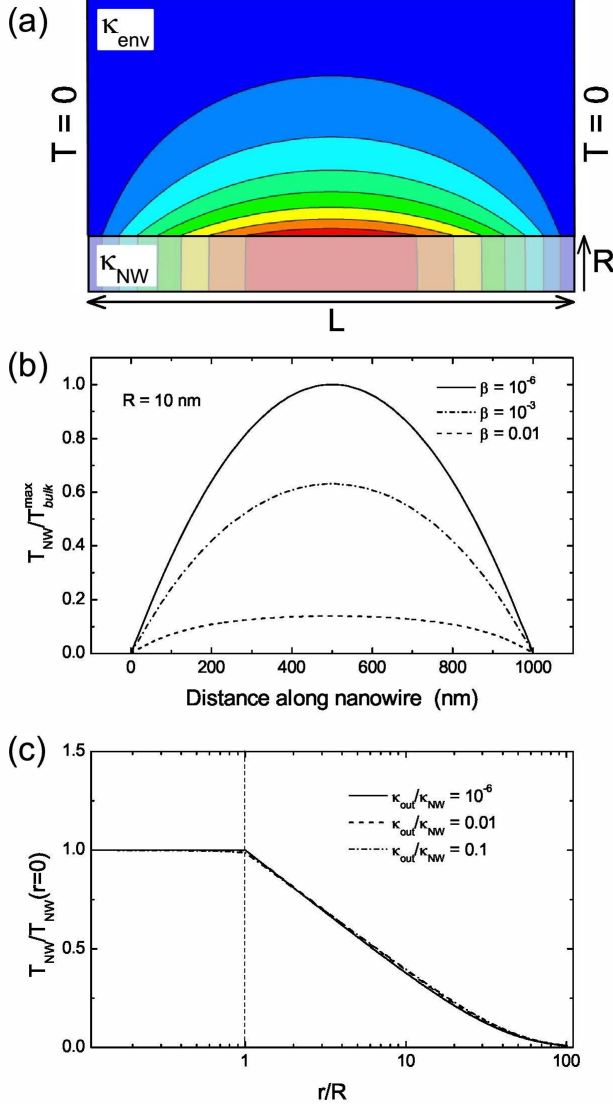 (a)
κenv
T = 0
T = 0
κNW
R
L
(b)
1.0
0.8
0.6
0.4
0.2
0.0
TNW/Tbulk^max
R = 10 nm
β = 10^-6
β = 10^-3
β = 0.01
0
200
400
600
800
1000
Distance along nanowire (nm)
(c)
1.5
1.0
0.5
0.0
TNW/TNW(r=0)
κout/κNW = 10^-6
κout/κNW = 0.01
κout/κNW = 0.1
1
10
100
r/R